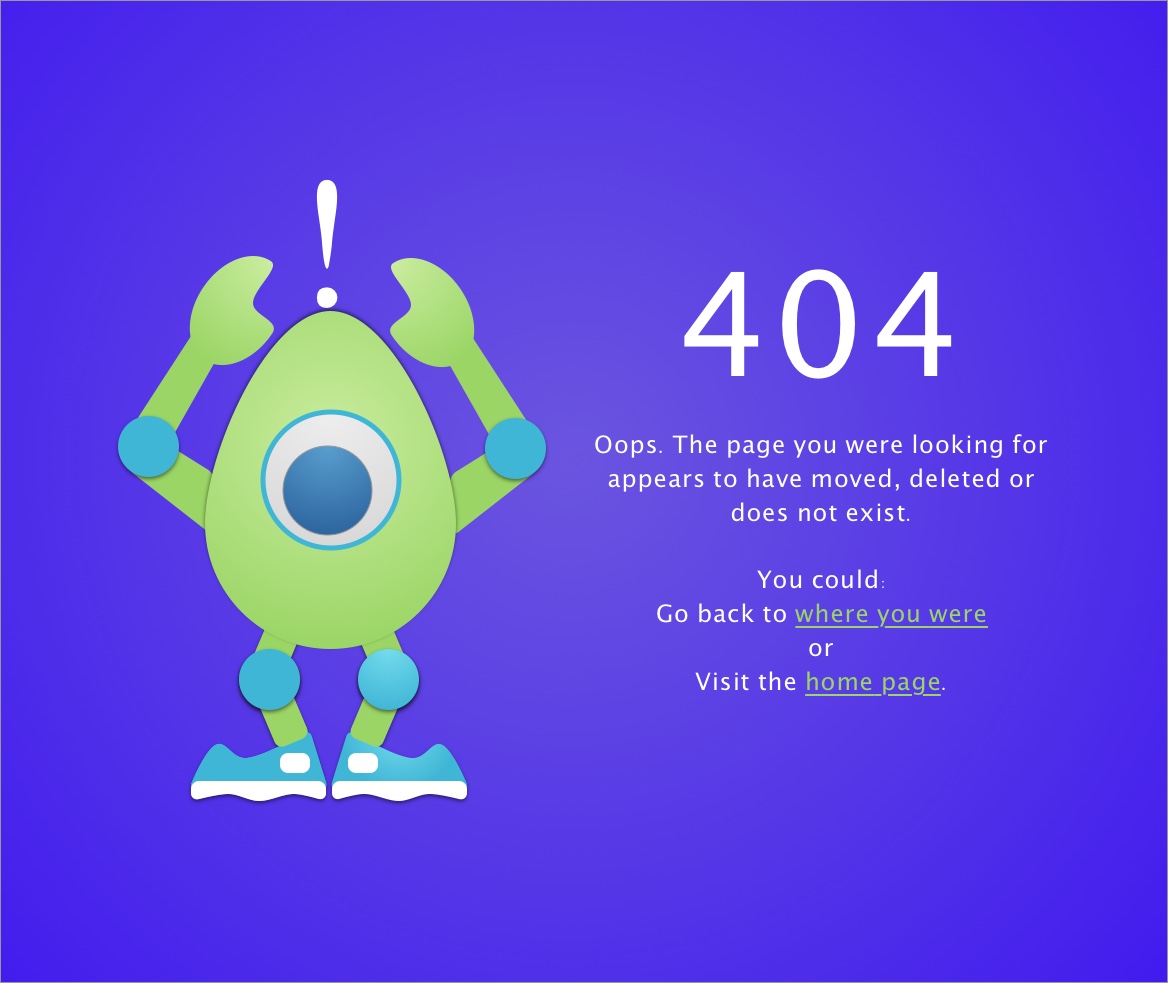 !
404
Oops. The page you were looking for
appears to have moved, deleted or
does not exist.
You could:
Go back to where you were
or
Visit the home page.